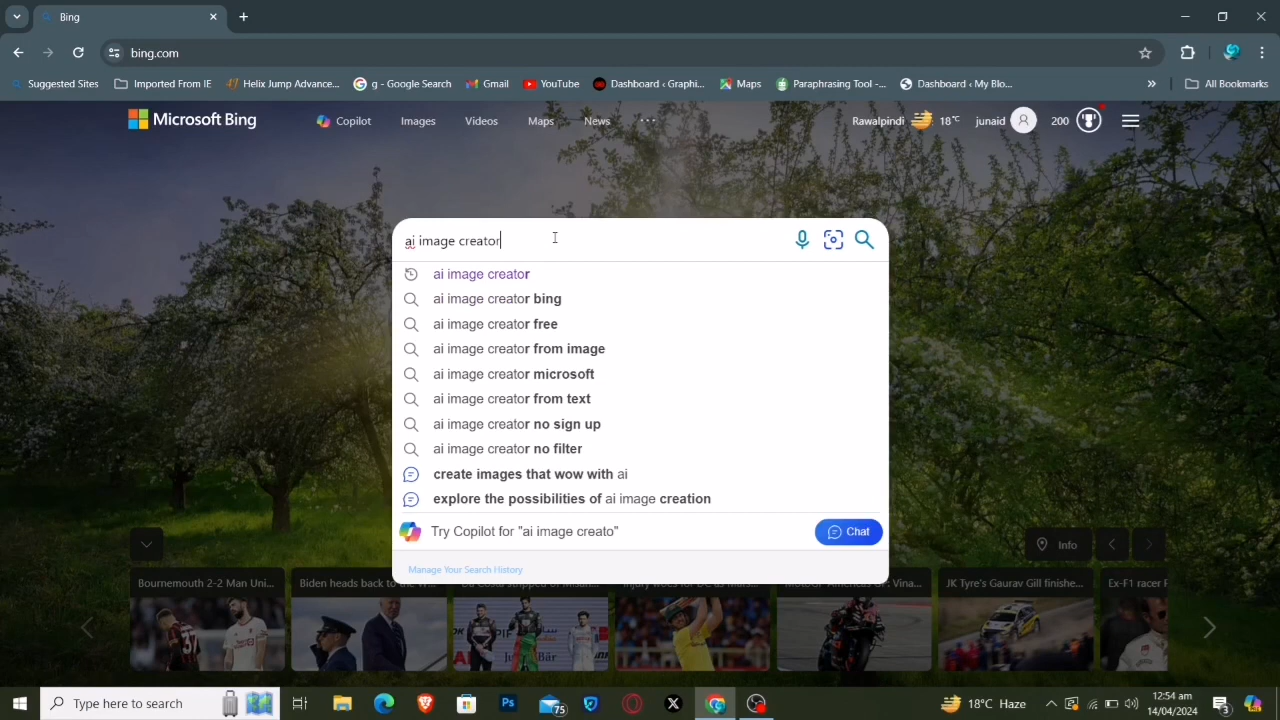 Bing
bing.com
Suggested Sites
Imported From IE
Helix Jump Advance...
g - Google Search
Gmail
YouTube
Dashboard ‹ Graphi...
Maps
Paraphrasing Tool -...
Dashboard ‹ My Blo...
All Bookmarks
Microsoft Bing
Copilot
Images
Videos
Maps
News
Rawalpindi
18°C
junaid
200
ai image creator
ai image creator
ai image creator bing
ai image creator free
ai image creator from image
ai image creator microsoft
ai image creator from text
ai image creator no sign up
ai image creator no filter
create images that wow with ai
explore the possibilities of ai image creation
Try Copilot for "ai image creato"
Chat
Manage Your Search History
Info
Bournemouth 2-2 Man Uni...
Biden heads back to the
JK Tyre's Gaurav Gill finishe...
Ex-F1 racer
Type here to search
75
18°C Haze
12:54 am
14/04/2024
3